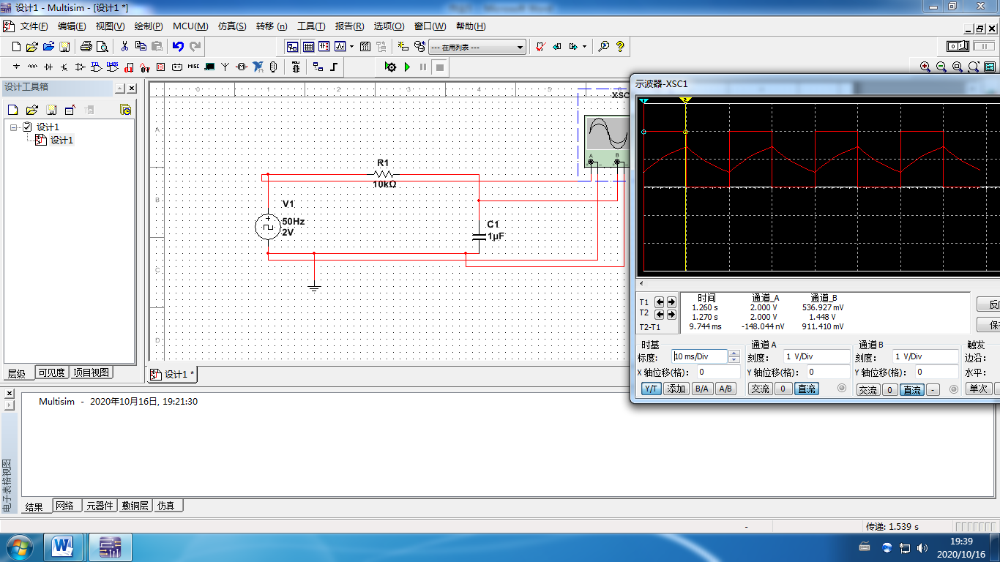 设计1 - Multisim - [设计1 *]
文件(F) 编辑(E) 视图(V) 绘制(P) MCU(M) 仿真(S) 转移 (n) 工具(T) 报告(R) 选项(O) 窗口(W) 帮助(H)
--- 在用列表 ---
MISC
设计工具箱
设计1
设计1
层级 可见度 项目视图
0 1 2 3 4 5
A
B
C
D
XSC
A B
R1
10kΩ
V1
50Hz
2V
C1
1µF
设计1 *
示波器-XSC1
1 2
时间 通道_A 通道_B
T1 1.260 s 2.000 V 536.927 mV
T2 1.270 s 2.000 V 1.448 V
T2-T1 9.744 ms -148.044 nV 911.410 mV
时基 通道 A 通道 B 触发
标度: 10 ms/Div 刻度: 1 V/Div 刻度: 1 V/Div 边沿:
X 轴位移(格): 0 Y 轴位移(格): 0 Y 轴位移(格): 0 水平:
Y/T 添加 B/A A/B 交流 0 直流 交流 0 直流 - 单次
Multisim - 2020年10月16日, 19:21:30
电子表格视图
结果 网络 元器件 敷铜层 仿真
- 传递: 1.539 s
19:39
2020/10/16